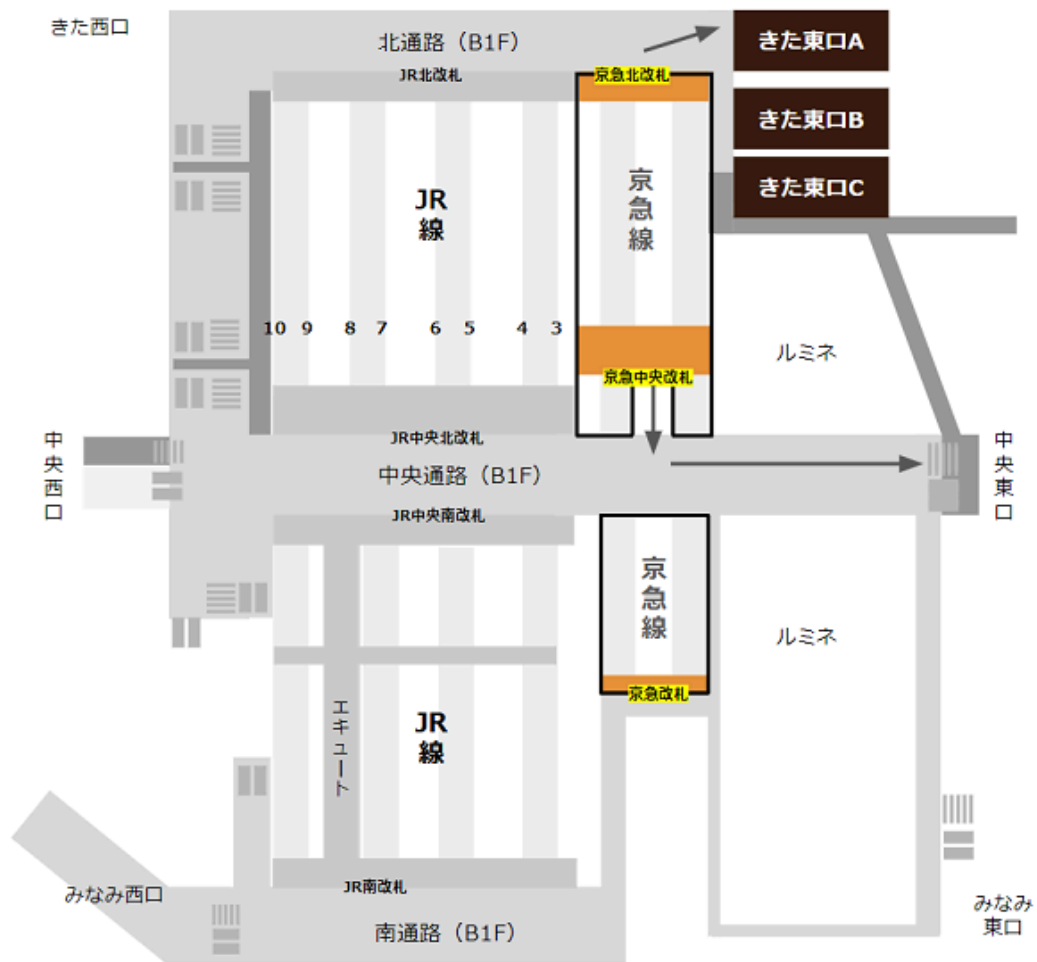 きた西口
北通路（B1F）
きた東口A
JR北改札
京急北改札
きた東口B
きた東口C
JR
線
京
急
線
10
9
8
7
6
5
4
3
ルミネ
京急中央改札
中
央
西
口
JR中央北改札
中央通路（B1F）
中
央
東
口
JR中央南改札
京
急
線
ルミネ
京急改札
エキュート
JR
線
みなみ西口
JR南改札
南通路（B1F）
みなみ
東口